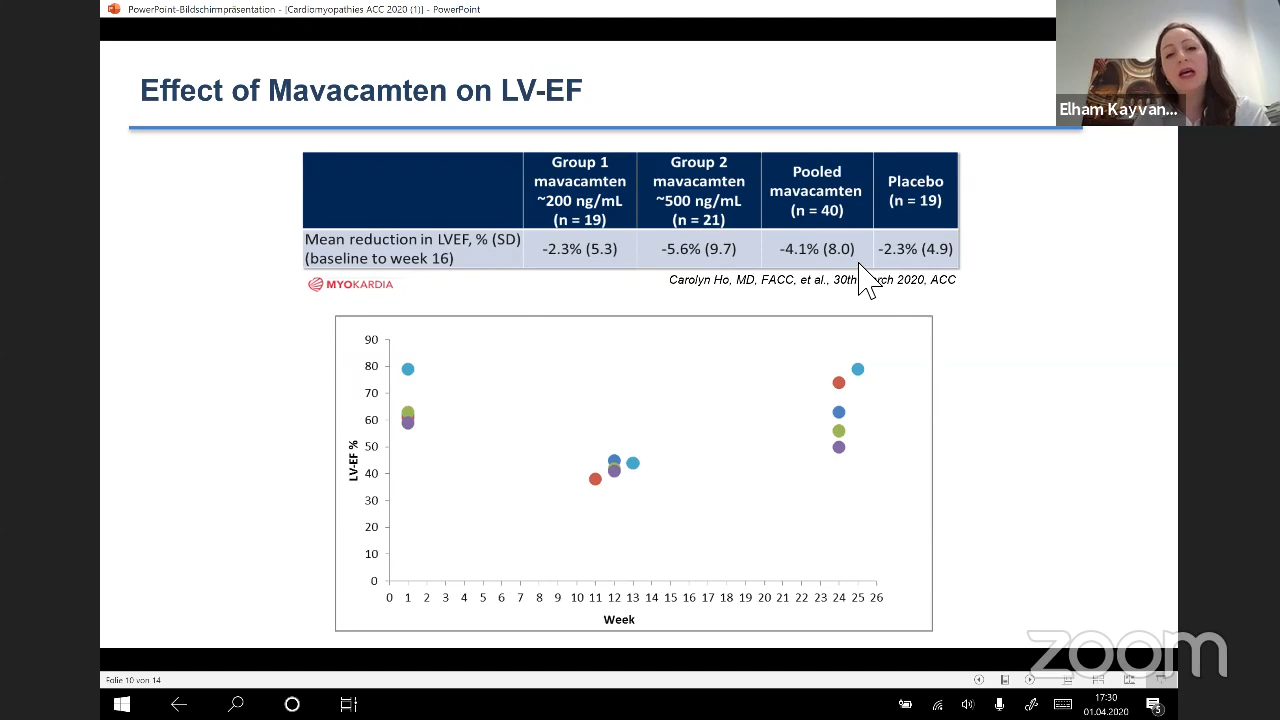 PowerPoint-Bildschirmpräsentation - [Cardiomyopathies ACC 2020 (1)] - PowerPoint
Effect of Mavacamten on LV-EF
Elham Kayvan...
Group 1 mavacamten ~200 ng/mL (n = 19)
Group 2 mavacamten ~500 ng/mL (n = 21)
Pooled mavacamten (n = 40)
Placebo (n = 19)
Mean reduction in LVEF, % (SD)
(baseline to week 16)
-2.3% (5.3)
-5.6% (9.7)
-4.1% (8.0)
-2.3% (4.9)
MYOKARDIA
Carolyn Ho, MD, FACC, et al., 30th 2020, ACC
90
80
70
60
50
40
30
20
10
0
LV-EF %
0 1 2 3 4 5 6 7 8 9 10 11 12 13 14 15 16 17 18 19 20 21 22 23 24 25 26
Week
zoom
Folie 10 von 14
17:30
01.04.2020
5